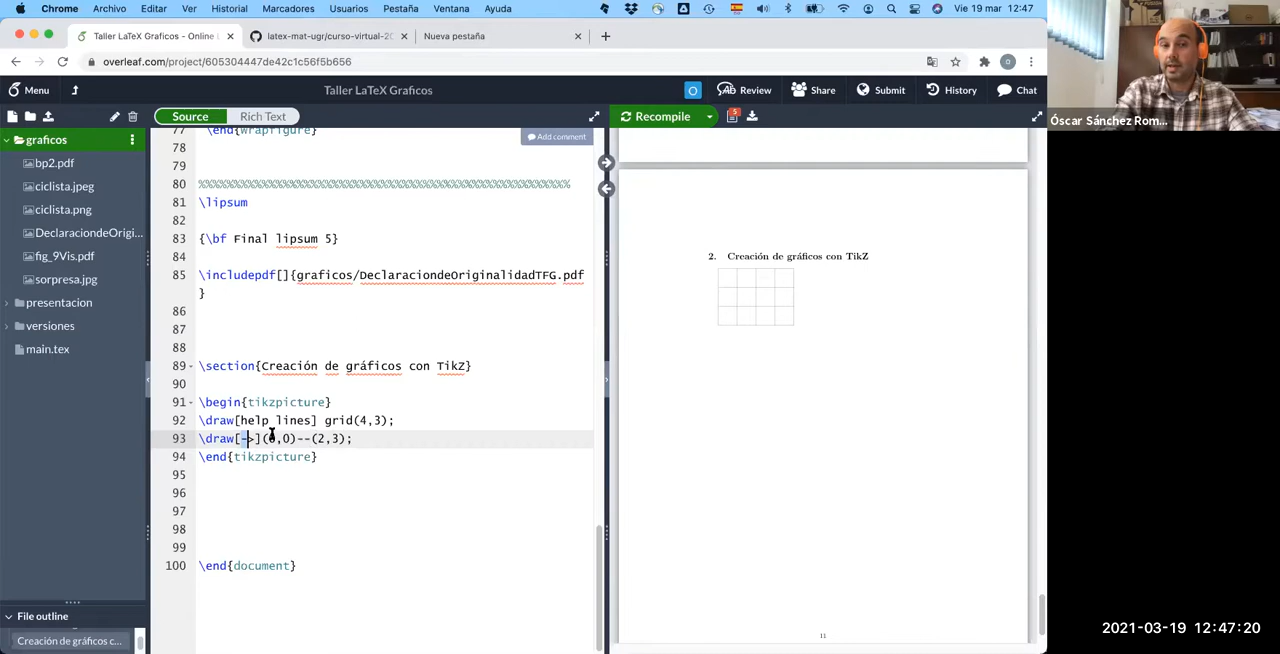 Chrome Archivo Editar Ver Historial Marcadores Usuarios Pestaña Ventana Ayuda Vie 19 mar 12:47
Taller LaTeX Graficos - Online L
latex-mat-ugr/curso-virtual-20
Nueva pestaña
overleaf.com/project/605304447de42c1c56f5b656
Menu
Taller LaTeX Graficos
O
Review
Share
Submit
History
Chat
Óscar Sánchez Rom...
Source
Rich Text
Recompile
5
graficos
bp2.pdf
ciclista.jpeg
ciclista.png
DeclaraciondeOrigi...
fig_9Vis.pdf
sorpresa.jpg
presentacion
versiones
main.tex
File outline
Creación de gráficos c...
Add comment
77 \end{wrapfigure}
78
79
80 %%%%%%%%%%%%%%%%%%%%%%%%%%%%%%%%%%%%%%%%%%%%%%%%%%%
81 \lipsum
82
83 {\bf Final lipsum 5}
84
85 \includepdf[]{graficos/DeclaraciondeOriginalidadTFG.pdf
}
86
87
88
89 \section{Creación de gráficos con TikZ}
90
91 \begin{tikzpicture}
92 \draw[help lines] grid(4,3);
93 \draw[->](0,0)--(2,3);
94 \end{tikzpicture}
95
96
97
98
99
100 \end{document}
2. Creación de gráficos con TikZ
11
2021-03-19 12:47:20